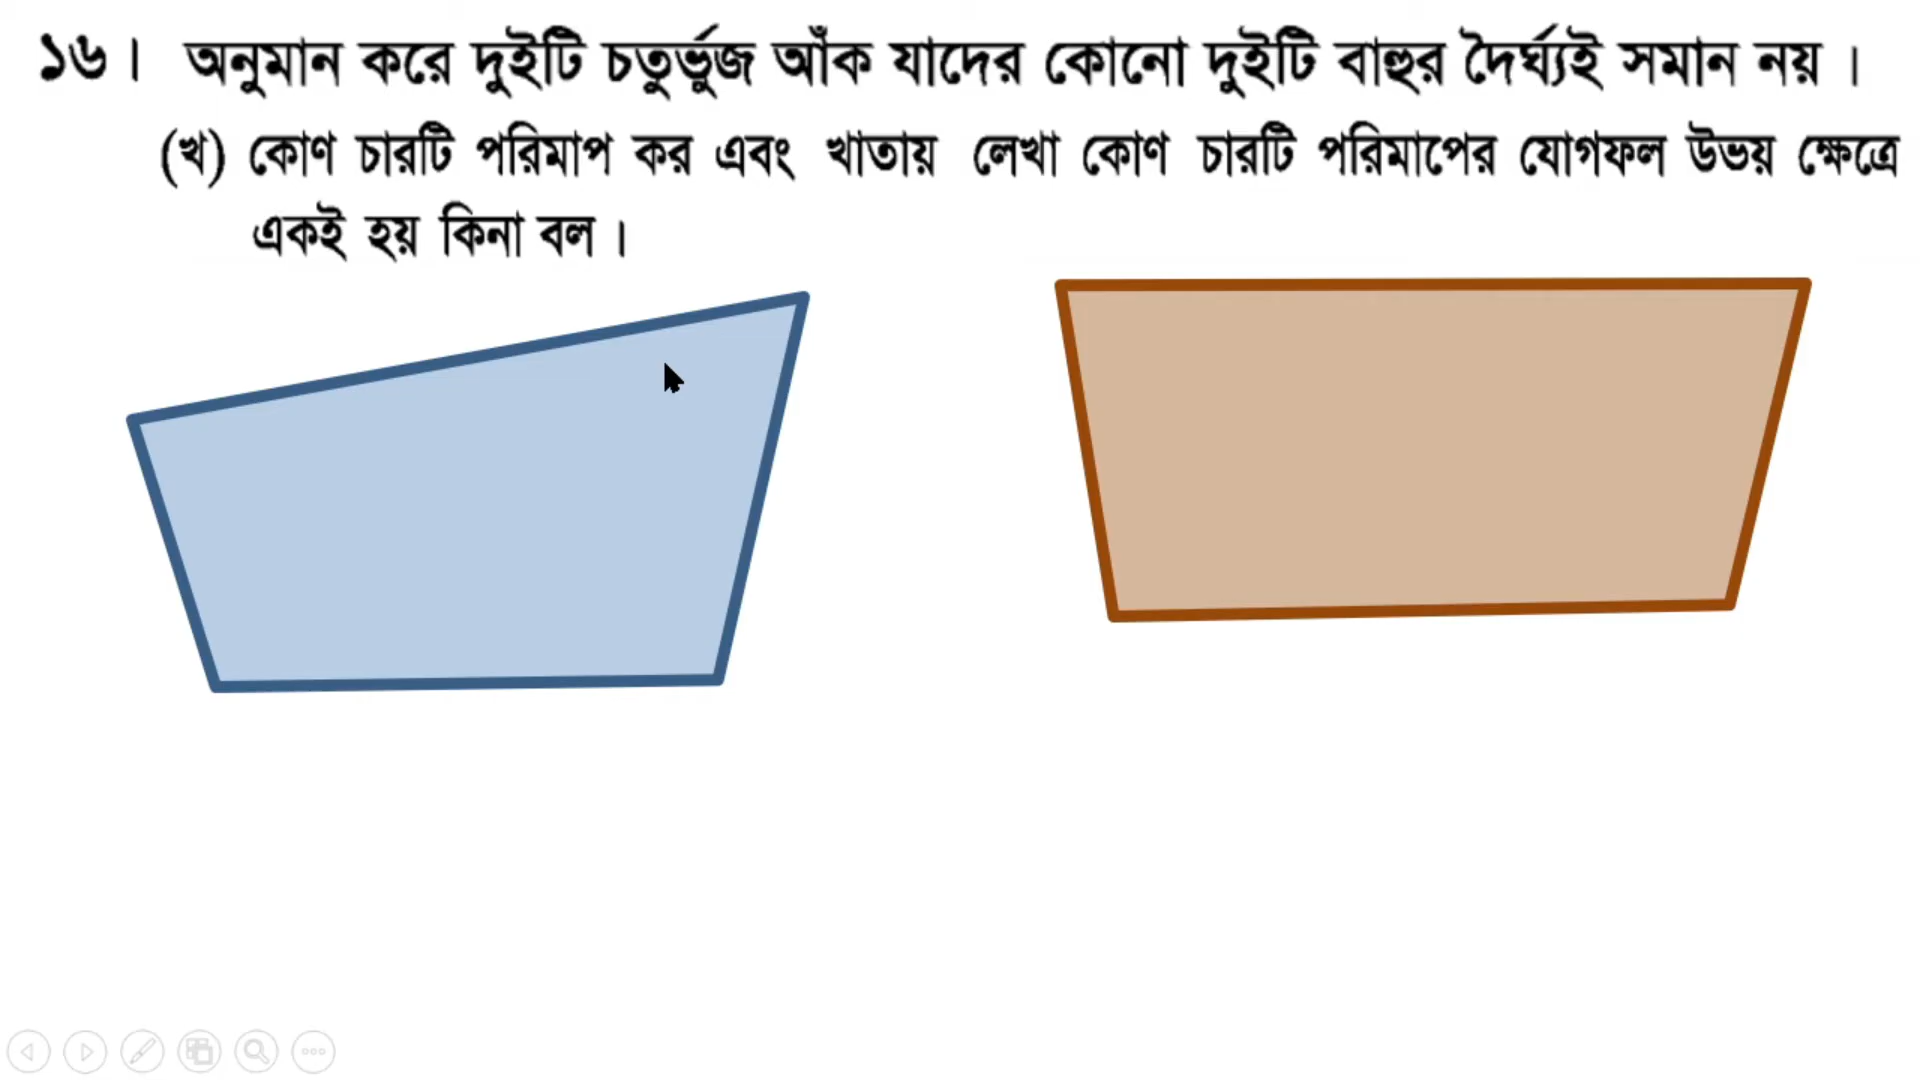 ১৬। অনুমান করে দুইটি চতুর্ভুজ আঁক যাদের কোনো দুইটি বাহুর দৈর্ঘ্যই সমান নয়।
(খ) কোণ চারটি পরিমাপ কর এবং খাতায় লেখা কোণ চারটি পরিমাপের যোগফল উভয় ক্ষেত্রে
একই হয় কিনা বল।